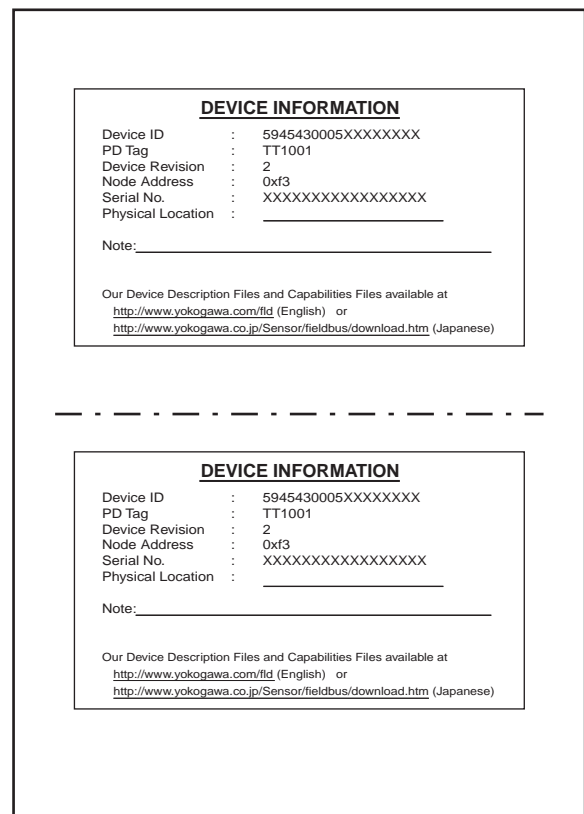 DEVICE INFORMATION
Device ID : 5945430005XXXXXXXX
PD Tag : TT1001
Device Revision : 2
Node Address : 0xf3
Serial No. : XXXXXXXXXXXXXXXXX
Physical Location :
Note:
Our Device Description Files and Capabilities Files available at
http://www.yokogawa.com/fld (English) or
http://www.yokogawa.co.jp/Sensor/fieldbus/download.htm (Japanese)
DEVICE INFORMATION
Device ID : 5945430005XXXXXXXX
PD Tag : TT1001
Device Revision : 2
Node Address : 0xf3
Serial No. : XXXXXXXXXXXXXXXXX
Physical Location :
Note:
Our Device Description Files and Capabilities Files available at
http://www.yokogawa.com/fld (English) or
http://www.yokogawa.co.jp/Sensor/fieldbus/download.htm (Japanese)